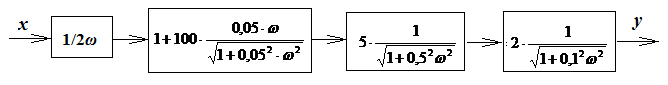 x
1/2ω
1+100· 0,05·ω / √(1+0,05²·ω²)
5· 1 / √(1+0,5²ω²)
2· 1 / √(1+0,1²ω²)
y